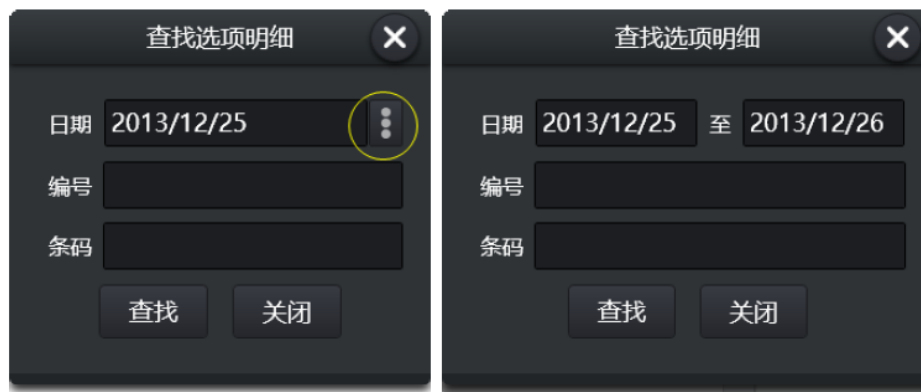 查找选项明细
日期 2013/12/25
编号
条码
查找 关闭
查找选项明细
日期 2013/12/25 至 2013/12/26
编号
条码
查找 关闭